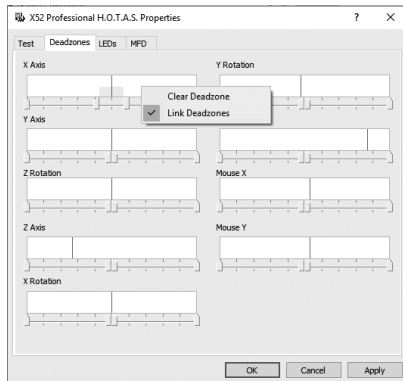 X52 Professional H.O.T.A.S. Properties
Test Deadzones LEDs MFD
X Axis
Y Rotation
Clear Deadzone
Link Deadzones
Y Axis
Z Rotation
Mouse X
Z Axis
Mouse Y
X Rotation
OK Cancel Apply